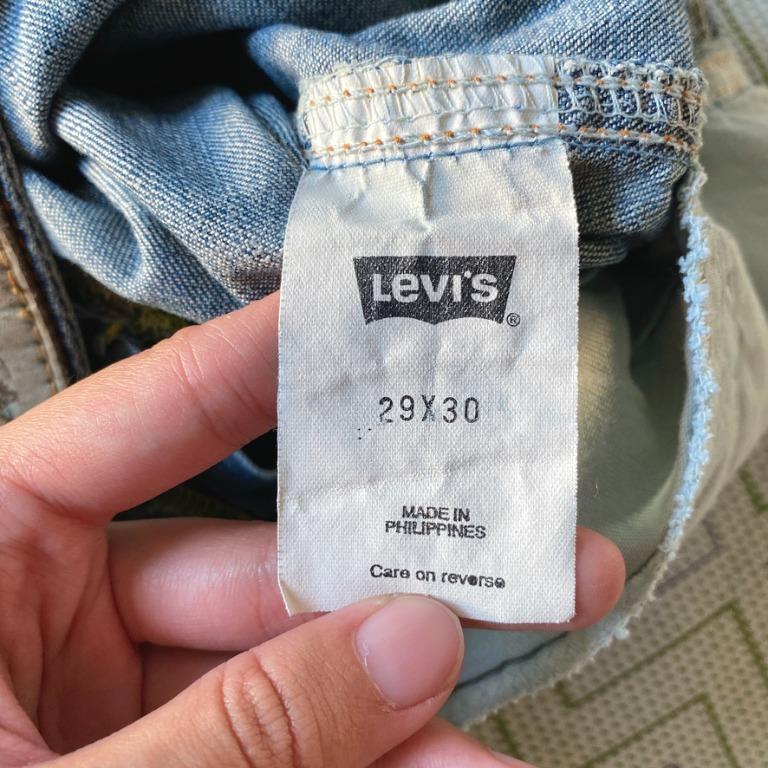 Levi's®
29X30
MADE IN
PHILIPPINES
Care on reverse